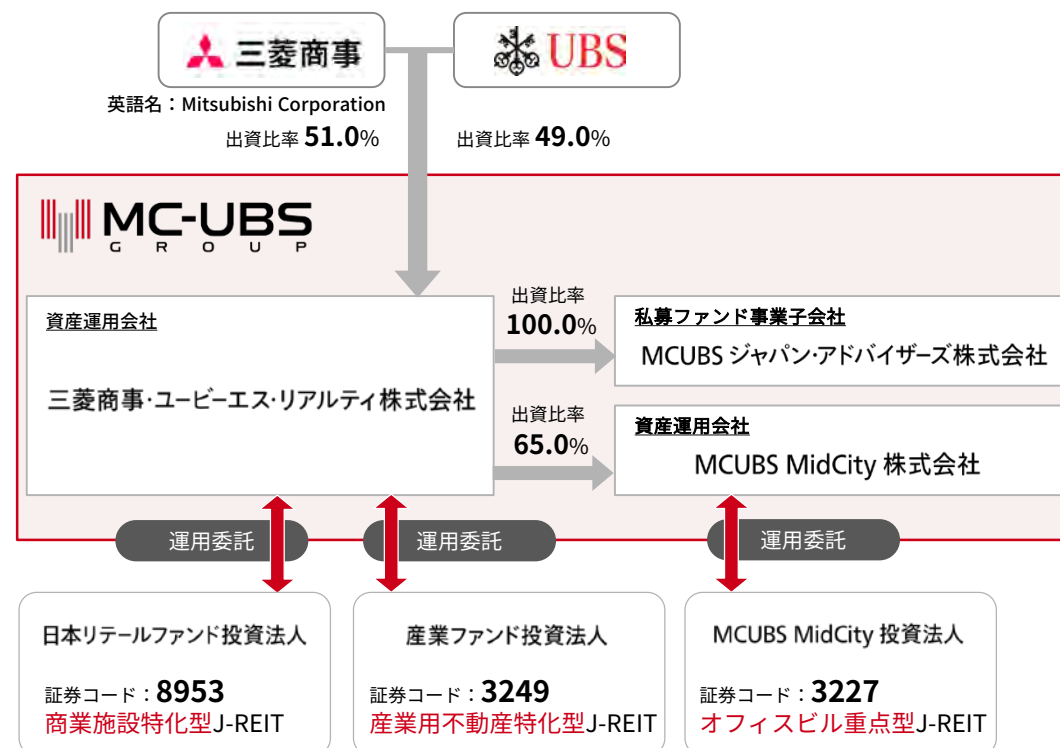 三菱商事
UBS
英語名：Mitsubishi Corporation
出資比率 51.0%
出資比率 49.0%
MC-UBS
GROUP
資産運用会社
三菱商事･ユービーエス･リアルティ株式会社
出資比率
100.0%
私募ファンド事業子会社
MCUBS ジャパン･アドバイザーズ株式会社
出資比率
65.0%
資産運用会社
MCUBS MidCity 株式会社
運用委託
運用委託
運用委託
日本リテールファンド投資法人
証券コード：8953
商業施設特化型J-REIT
産業ファンド投資法人
証券コード：3249
産業用不動産特化型J-REIT
MCUBS MidCity 投資法人
証券コード：3227
オフィスビル重点型J-REIT